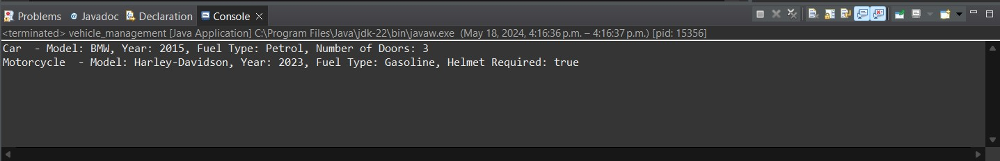 Problems @ Javadoc Declaration Console
<terminated> vehicle_management [Java Application] C:\Program Files\Java\jdk-22\bin\javaw.exe (May 18, 2024, 4:16:36 p.m. – 4:16:37 p.m.) [pid: 15356]
Car  - Model: BMW, Year: 2015, Fuel Type: Petrol, Number of Doors: 3
Motorcycle  - Model: Harley-Davidson, Year: 2023, Fuel Type: Gasoline, Helmet Required: true